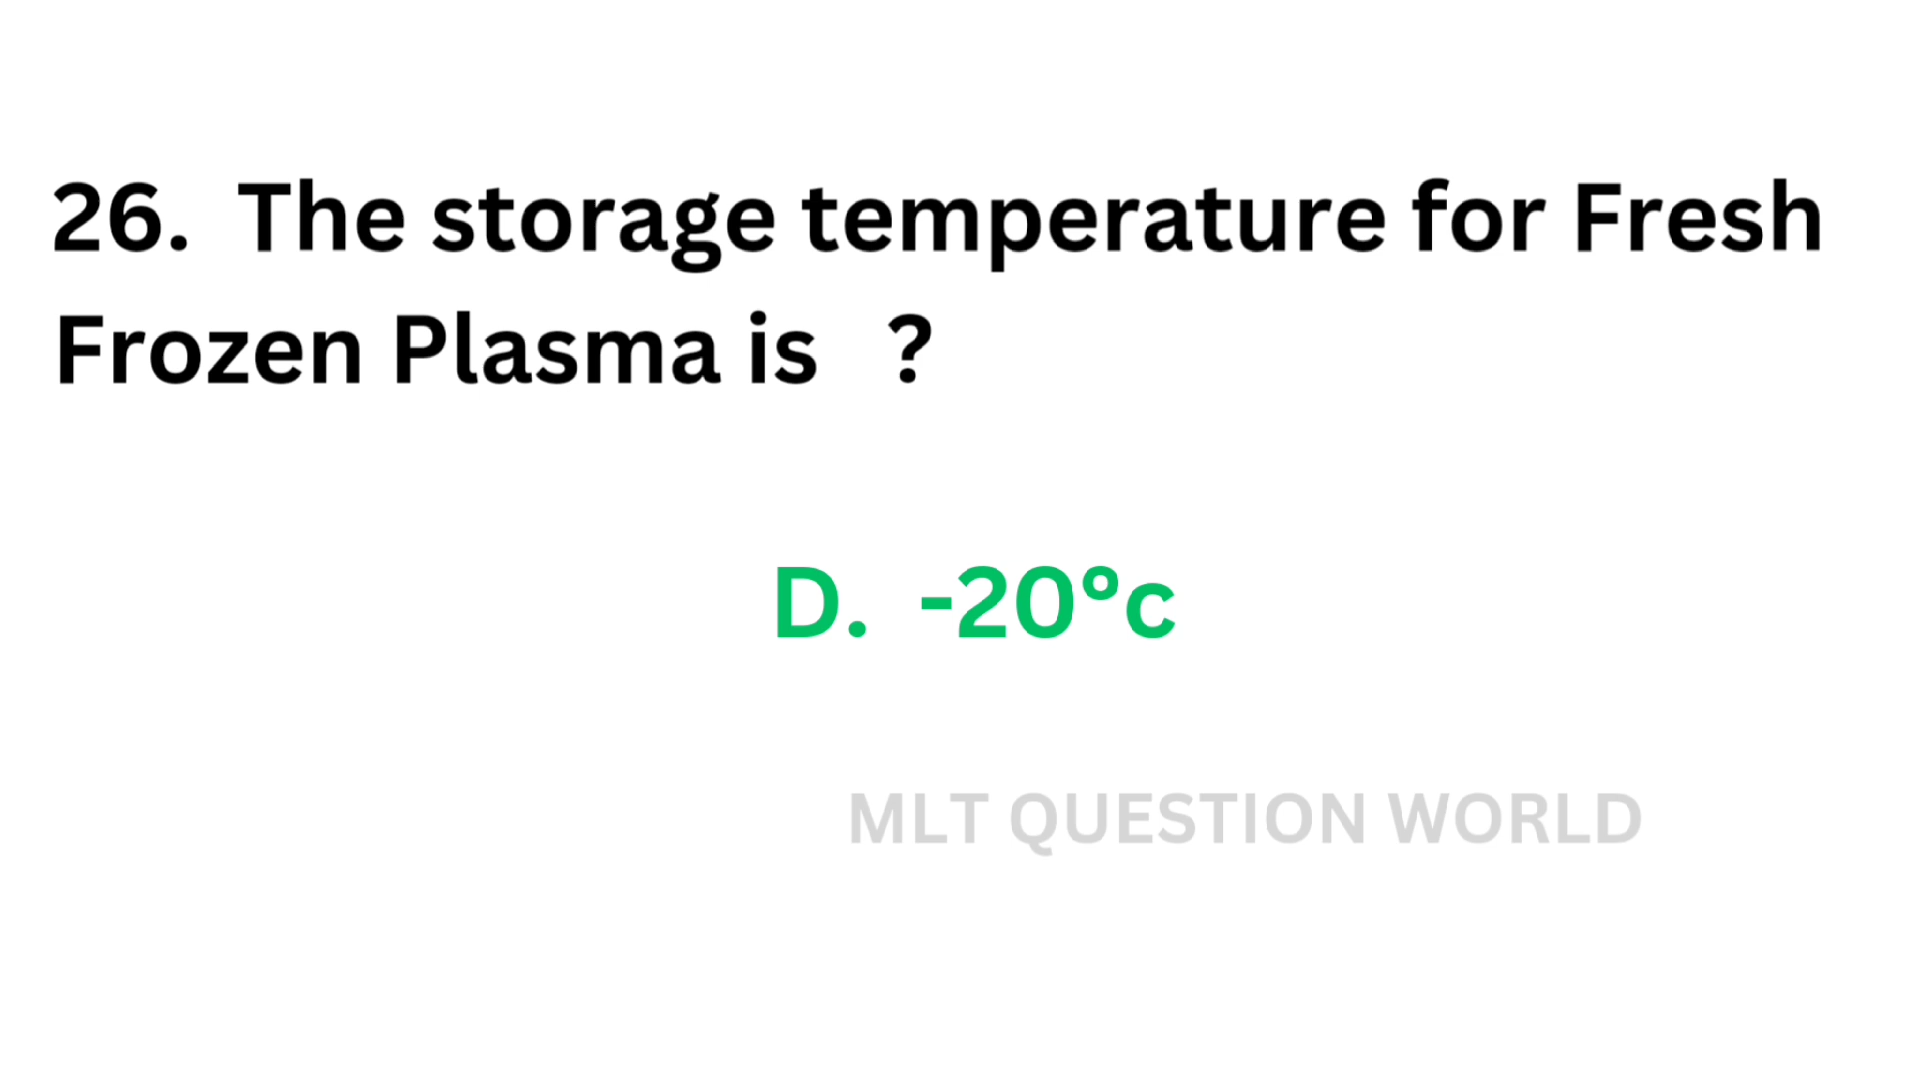 26. The storage temperature for Fresh
Frozen Plasma is ?
D. -20°c
MLT QUESTION WORLD